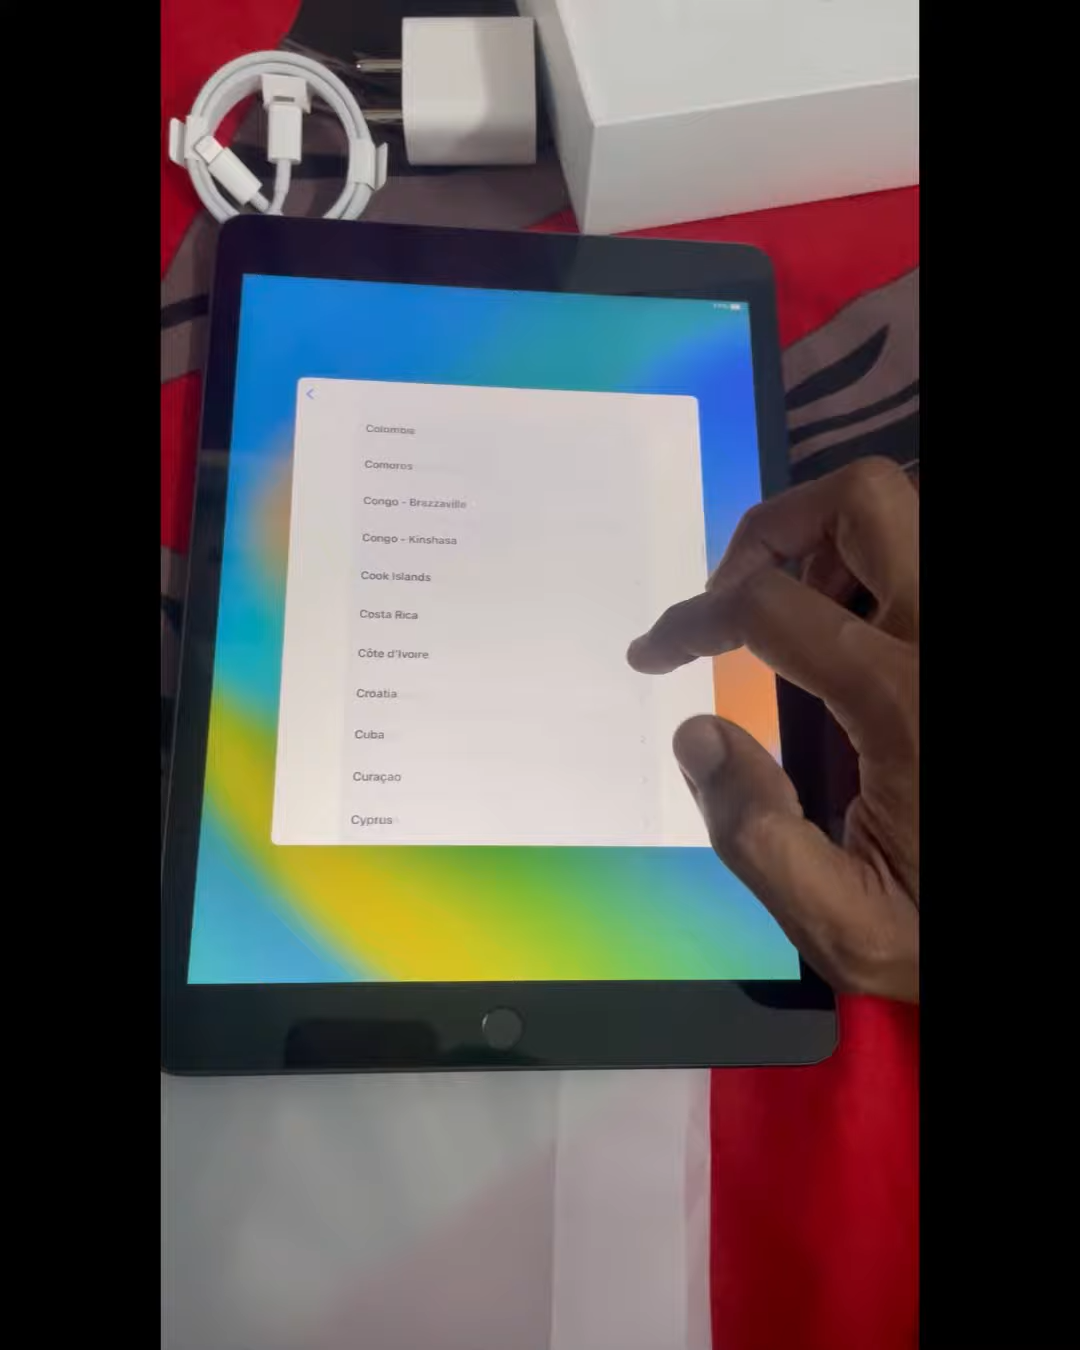 Colombia
Comoros
Congo - Brazzaville
Congo - Kinshasa
Cook Islands
Costa Rica
Côte d'Ivoire
Croatia
Cuba
Curaçao
Cyprus